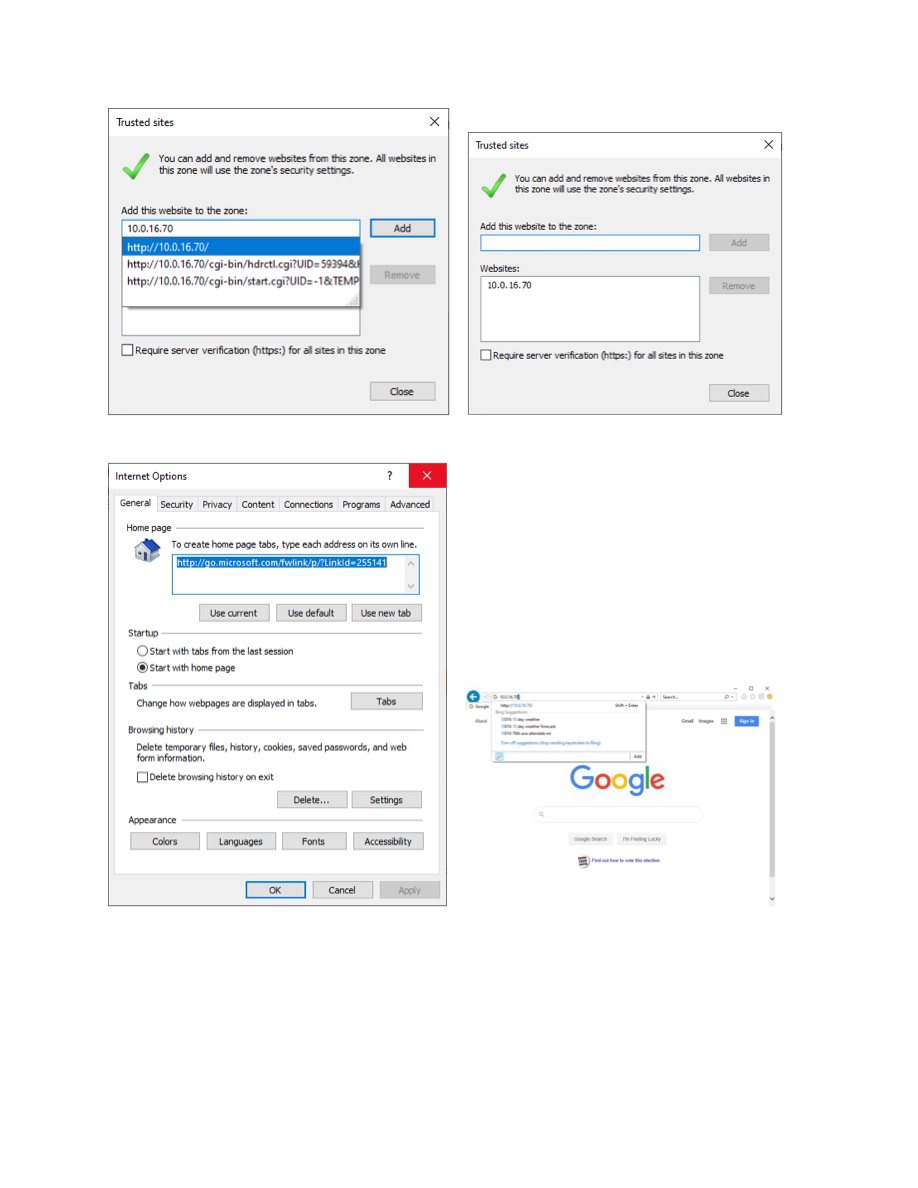 Trusted sites
You can add and remove websites from this zone. All websites in
this zone will use the zone's security settings.
Add this website to the zone:
10.0.16.70
Add
http://10.0.16.70/
http://10.0.16.70/cgi-bin/hdrctl.cgi?UID=59394&
http://10.0.16.70/cgi-bin/start.cgi?UID=-1&TEMP
Remove
Require server verification (https:) for all sites in this zone
Close
Trusted sites
You can add and remove websites from this zone. All websites in
this zone will use the zone's security settings.
Add this website to the zone:
Add
Websites:
10.0.16.70
Remove
Require server verification (https:) for all sites in this zone
Close
Internet Options
?
General Security Privacy Content Connections Programs Advanced
Home page
To create home page tabs, type each address on its own line.
http://go.microsoft.com/fwlink/p/?LinkId=255141
Use current Use default Use new tab
Startup
Start with tabs from the last session
Start with home page
Tabs
Change how webpages are displayed in tabs.
Tabs
Browsing history
Delete temporary files, history, cookies, saved passwords, and web
form information.
Delete browsing history on exit
Delete... Settings
Appearance
Colors Languages Fonts Accessibility
OK Cancel Apply
10.0.16.70
Search...
Google
http://10.0.16.70/ Shift + Enter
Bing Suggestions
day weather
day weather forecast
Turn off suggestions (stop sending keystrokes to Bing)
Add
About
Gmail Images Sign in
Google
Google Search I'm Feeling Lucky
Find out how to vote this election